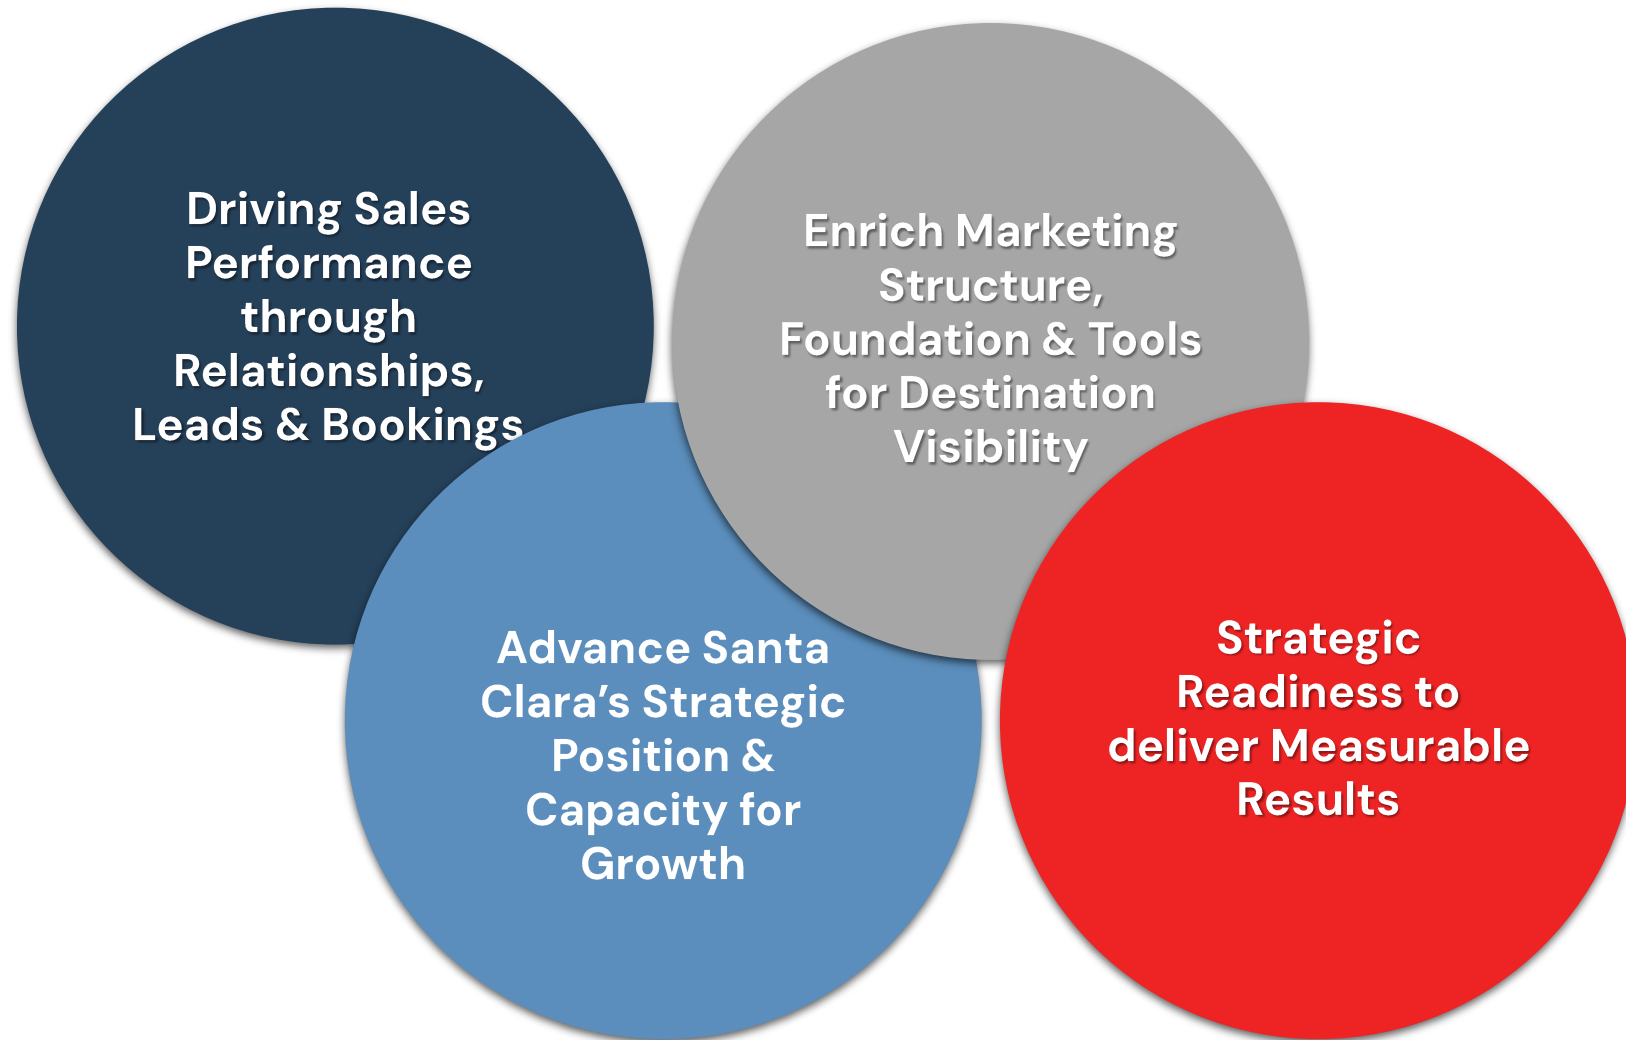 Driving Sales
Performance
through
Relationships,
Leads & Bookings
Enrich Marketing
Structure,
Foundation & Tools
for Destination
Visibility
Advance Santa
Clara’s Strategic
Position &
Capacity for
Growth
Strategic
Readiness to
deliver Measurable
Results